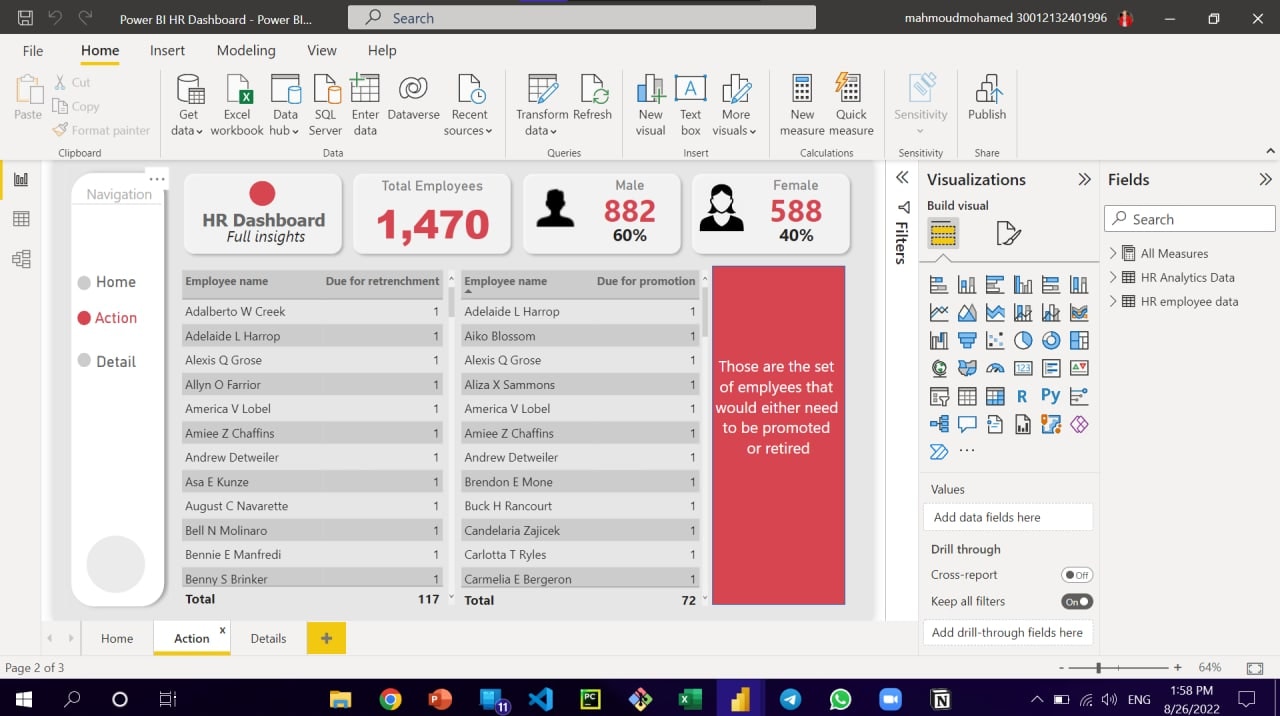 Power BI HR Dashboard - Power BI...
Search
mahmoudmohamed 30012132401996
File
Home
Insert
Modeling
View
Help
Paste
Cut
Copy
Format painter
Clipboard
Get data
Excel workbook
Data hub
SQL Server
Enter data
Dataverse
Recent sources
Data
Transform data
Refresh
Queries
New visual
Text box
More visuals
Insert
New measure
Quick measure
Calculations
Sensitivity
Sensitivity
Publish
Share
Navigation
Home
Action
Detail
HR Dashboard
Full insights
Total Employees
1,470
Male
882
60%
Female
588
40%
Employee name Due for retrenchment
Adalberto W Creek 1
Adelaide L Harrop 1
Alexis Q Grose 1
Allyn O Farrior 1
America V Lobel 1
Amiee Z Chaffins 1
Andrew Detweiler 1
Asa E Kunze 1
August C Navarette 1
Bell N Molinaro 1
Bennie E Manfredi 1
Benny S Brinker 1
Total 117
Employee name Due for promotion
Adelaide L Harrop 1
Aiko Blossom 1
Alexis Q Grose 1
Aliza X Sammons 1
America V Lobel 1
Amiee Z Chaffins 1
Andrew Detweiler 1
Brendon E Mone 1
Buck H Rancourt 1
Candelaria Zajicek 1
Carlotta T Ryles 1
Carmelia E Bergeron 1
Total 72
Those are the set
of emplyees that
would either need
to be promoted
or retired
Filters
Visualizations
Build visual
123
R
Py
Values
Add data fields here
Drill through
Cross-report
Off
Keep all filters
On
Add drill-through fields here
Fields
Search
All Measures
HR Analytics Data
HR employee data
Home
Action
x
Details
+
Page 2 of 3
- + 64%
P
11
PC
X
N
ENG
1:58 PM
8/26/2022